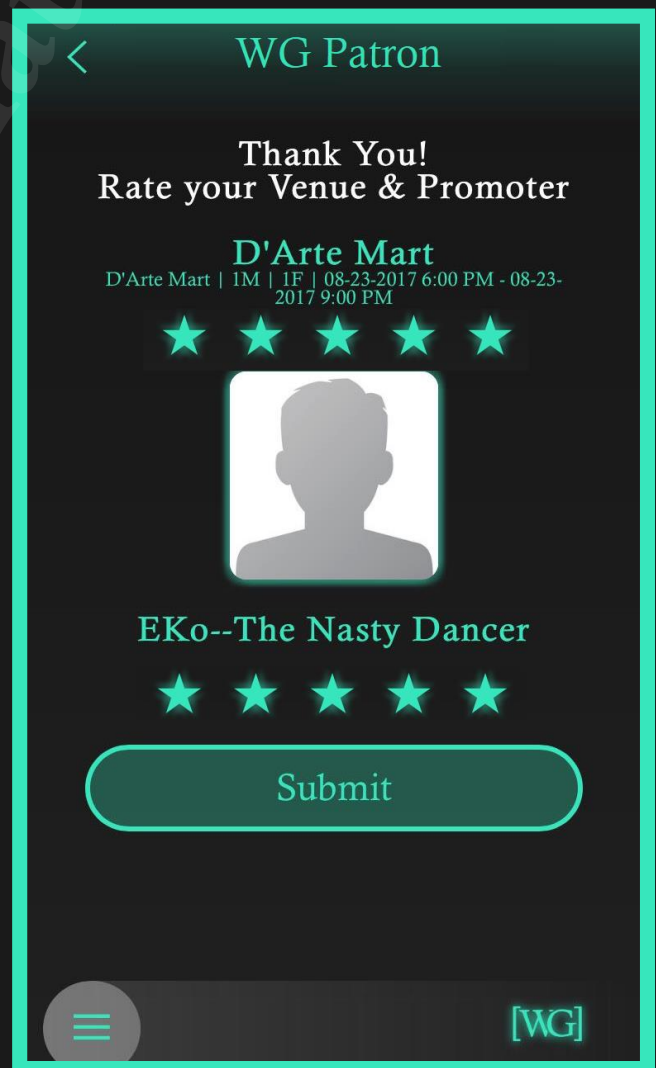 WG Patron
Thank You!
Rate your Venue & Promoter
D'Arte Mart
D'Arte Mart | 1M | 1F | 08-23-2017 6:00 PM - 08-23-
2017 9:00 PM
EKo--The Nasty Dancer
Submit
[WG]